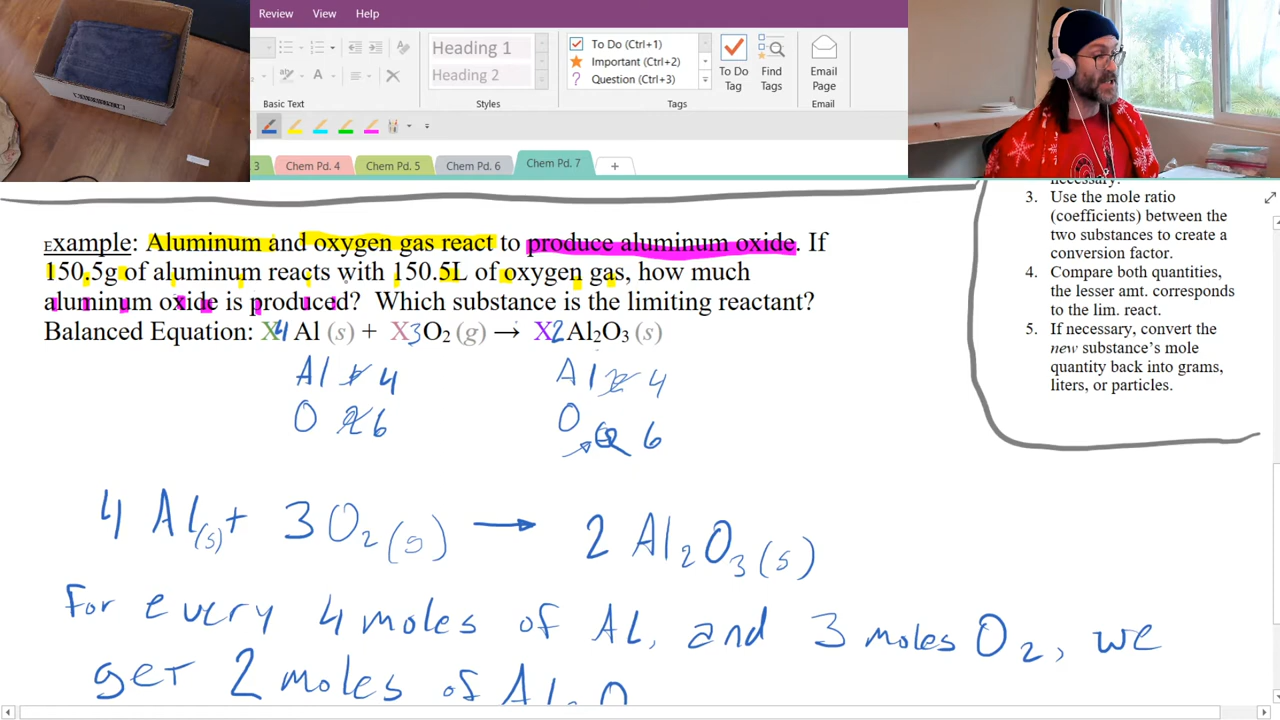 Review View Help
Heading 1
Heading 2
To Do (Ctrl+1)
Important (Ctrl+2)
Question (Ctrl+3)
To Do Tag
Find Tags
Email Page
Basic Text
Styles
Tags
Email
3
Chem Pd. 4
Chem Pd. 5
Chem Pd. 6
Chem Pd. 7
+
Example: Aluminum and oxygen gas react to produce aluminum oxide. If
150.5g of aluminum reacts with 150.5L of oxygen gas, how much
aluminum oxide is produced? Which substance is the limiting reactant?
Balanced Equation: X4 Al (s) + X3O₂ (g) → X2Al₂O₃ (s)
Al 4
O 6
Al 4
O 6
4 Al(s) + 3O₂(s) → 2 Al₂O₃(s)
For every 4 moles of AL, and 3 moles O₂, we
get 2 moles of
3. Use the mole ratio
(coefficients) between the
two substances to create a
conversion factor.
4. Compare both quantities,
the lesser amt. corresponds
to the lim. react.
5. If necessary, convert the
new substance's mole
quantity back into grams,
liters, or particles.